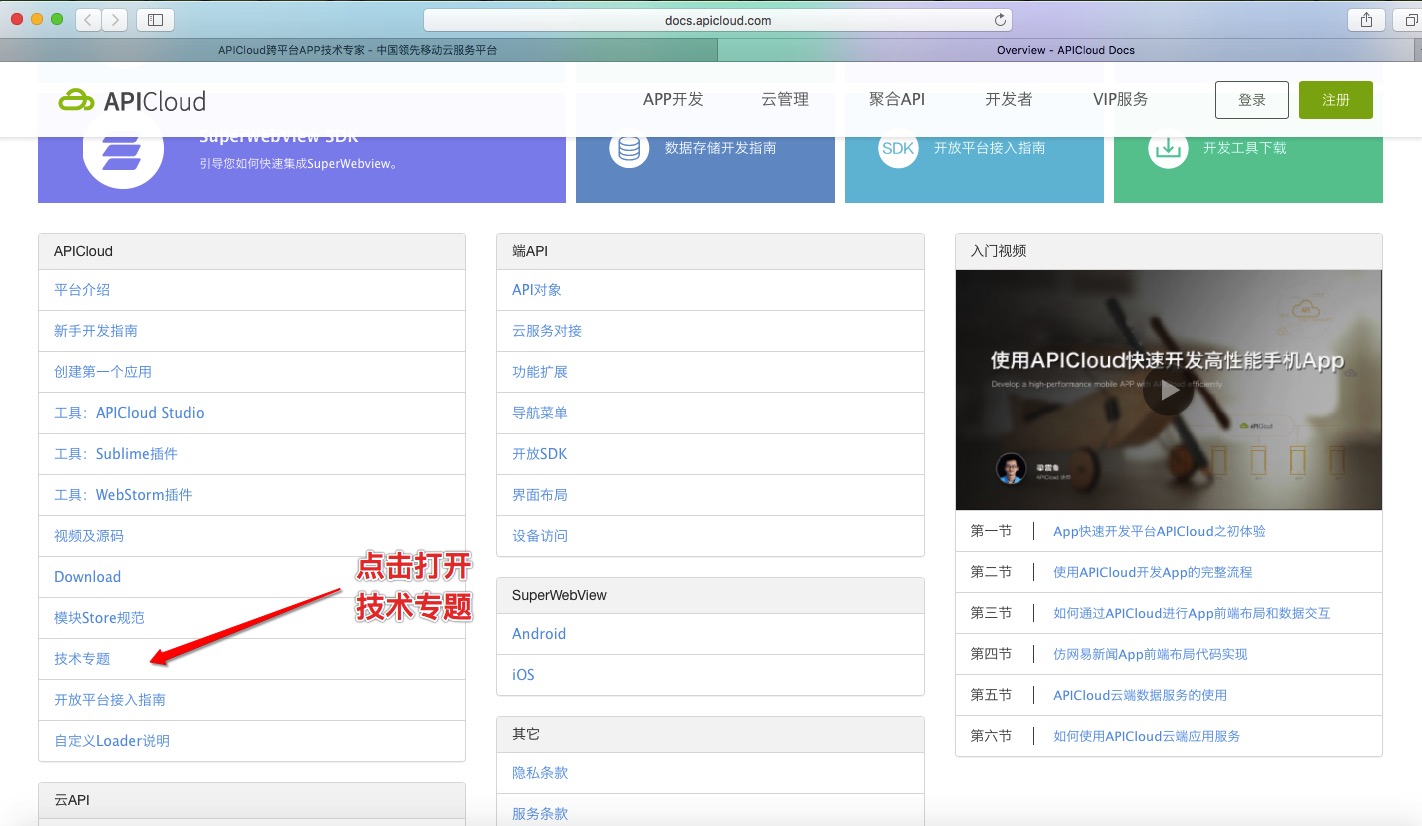 docs.apicloud.com
APICloud跨平台APP技术专家 - 中国领先移动云服务平台
Overview - APICloud Docs
APICloud
APP开发
云管理
聚合API
开发者
VIP服务
登录
注册
SuperWebView SDK
引导您如何快速集成SuperWebview。
数据存储开发指南
SDK
开放平台接入指南
开发工具下载
APICloud
平台介绍
新手开发指南
创建第一个应用
工具：APICloud Studio
工具：Sublime插件
工具：WebStorm插件
视频及源码
Download
模块Store规范
技术专题
开放平台接入指南
自定义Loader说明
点击打开
技术专题
云API
端API
API对象
云服务对接
功能扩展
导航菜单
开放SDK
界面布局
设备访问
SuperWebView
Android
iOS
其它
隐私条款
服务条款
入门视频
使用APICloud快速开发高性能手机App
Develop a high-performance mobile APP with APICloud efficiently
第一节 App快速开发平台APICloud之初体验
第二节 使用APICloud开发App的完整流程
第三节 如何通过APICloud进行App前端布局和数据交互
第四节 仿网易新闻App前端布局代码实现
第五节 APICloud云端数据服务的使用
第六节 如何使用APICloud云端应用服务